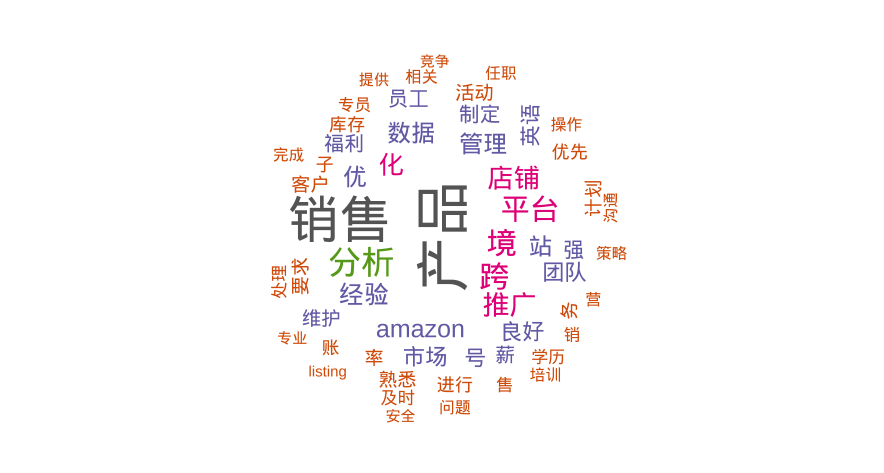 竞争
任职
提供
相关
活动
员工
专员
制定
英语
库存
数据
操作
福利
管理
优先
完成
子
化
优
店铺
客户
计划
沟通
销售
产品
平台
境
站
强
策略
分析
跨
团队
处理
要求
经验
推广
营
务
维护
amazon
良好
销
专业
账
率
市场
号
薪
学历
listing
熟悉
进行
售
培训
及时
问题
安全